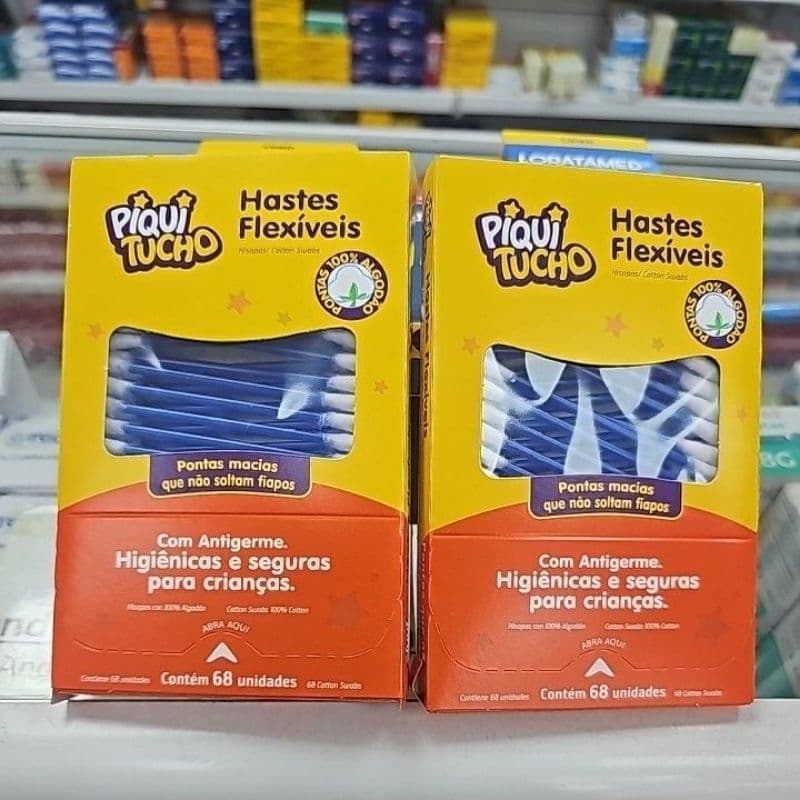 PIQUI
TUCHO
Hastes
Flexíveis
Hisopos/ Cotton Swabs
PONTAS 100% ALGODÃO
Pontas macias
que não soltam fiapos
Com Antigerme.
Higiênicas e seguras
para crianças.
Hisopos con 100% Algodón Cotton Swabs 100% Cotton
ABRA AQUI
Contiene 68 unidades Contém 68 unidades 68 Cotton Swabs
LORATAMED
PIQUI
TUCHO
Hastes
Flexíveis
Hisopos/ Cotton Swabs
PONTAS 100% ALGODÃO
Pontas macias
que não soltam fiapos
Com Antigerme.
Higiênicas e seguras
para crianças.
Hisopos con 100% Algodón Cotton Swabs 100% Cotton
ABRA AQUI
Contiene 68 unidades Contém 68 unidades 68 Cotton Swabs
Hastes Flexíveis
BG